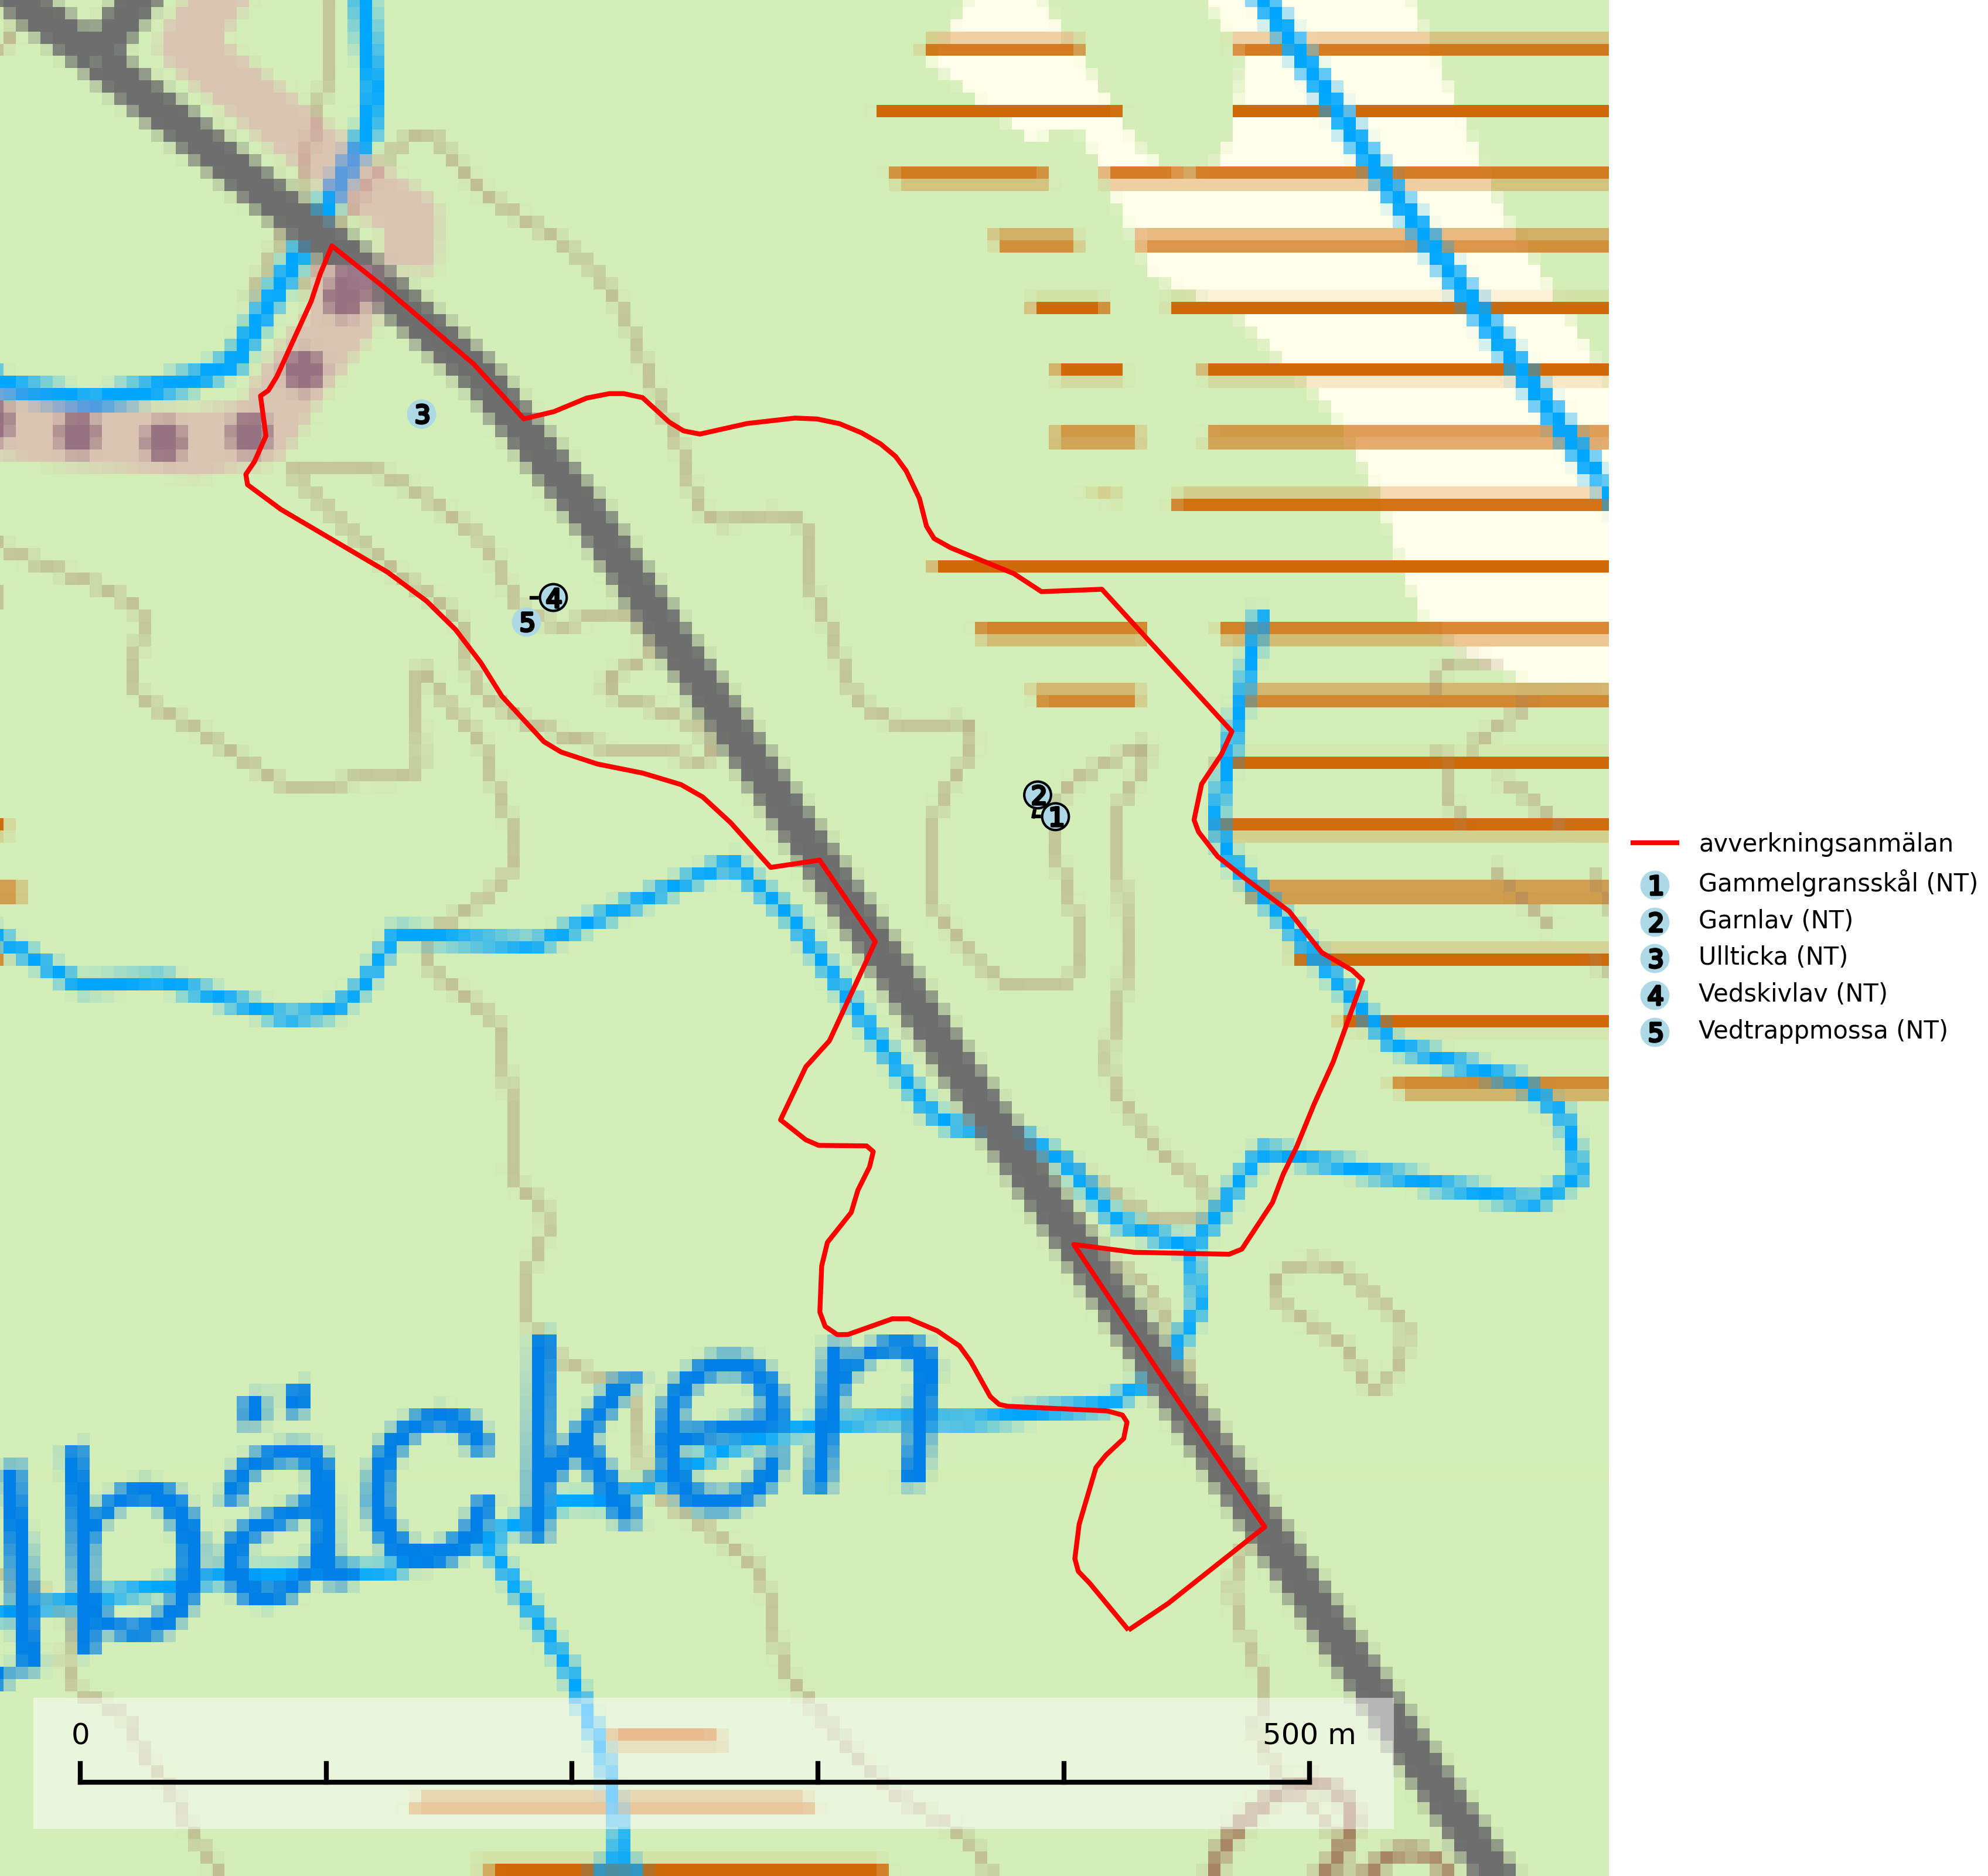 3
4
5
2
1
bäcken
0 500 m
avverkningsanmälan
1 Gammelgransskål (NT)
2 Garnlav (NT)
3 Ullticka (NT)
4 Vedskivlav (NT)
5 Vedtrappmossa (NT)